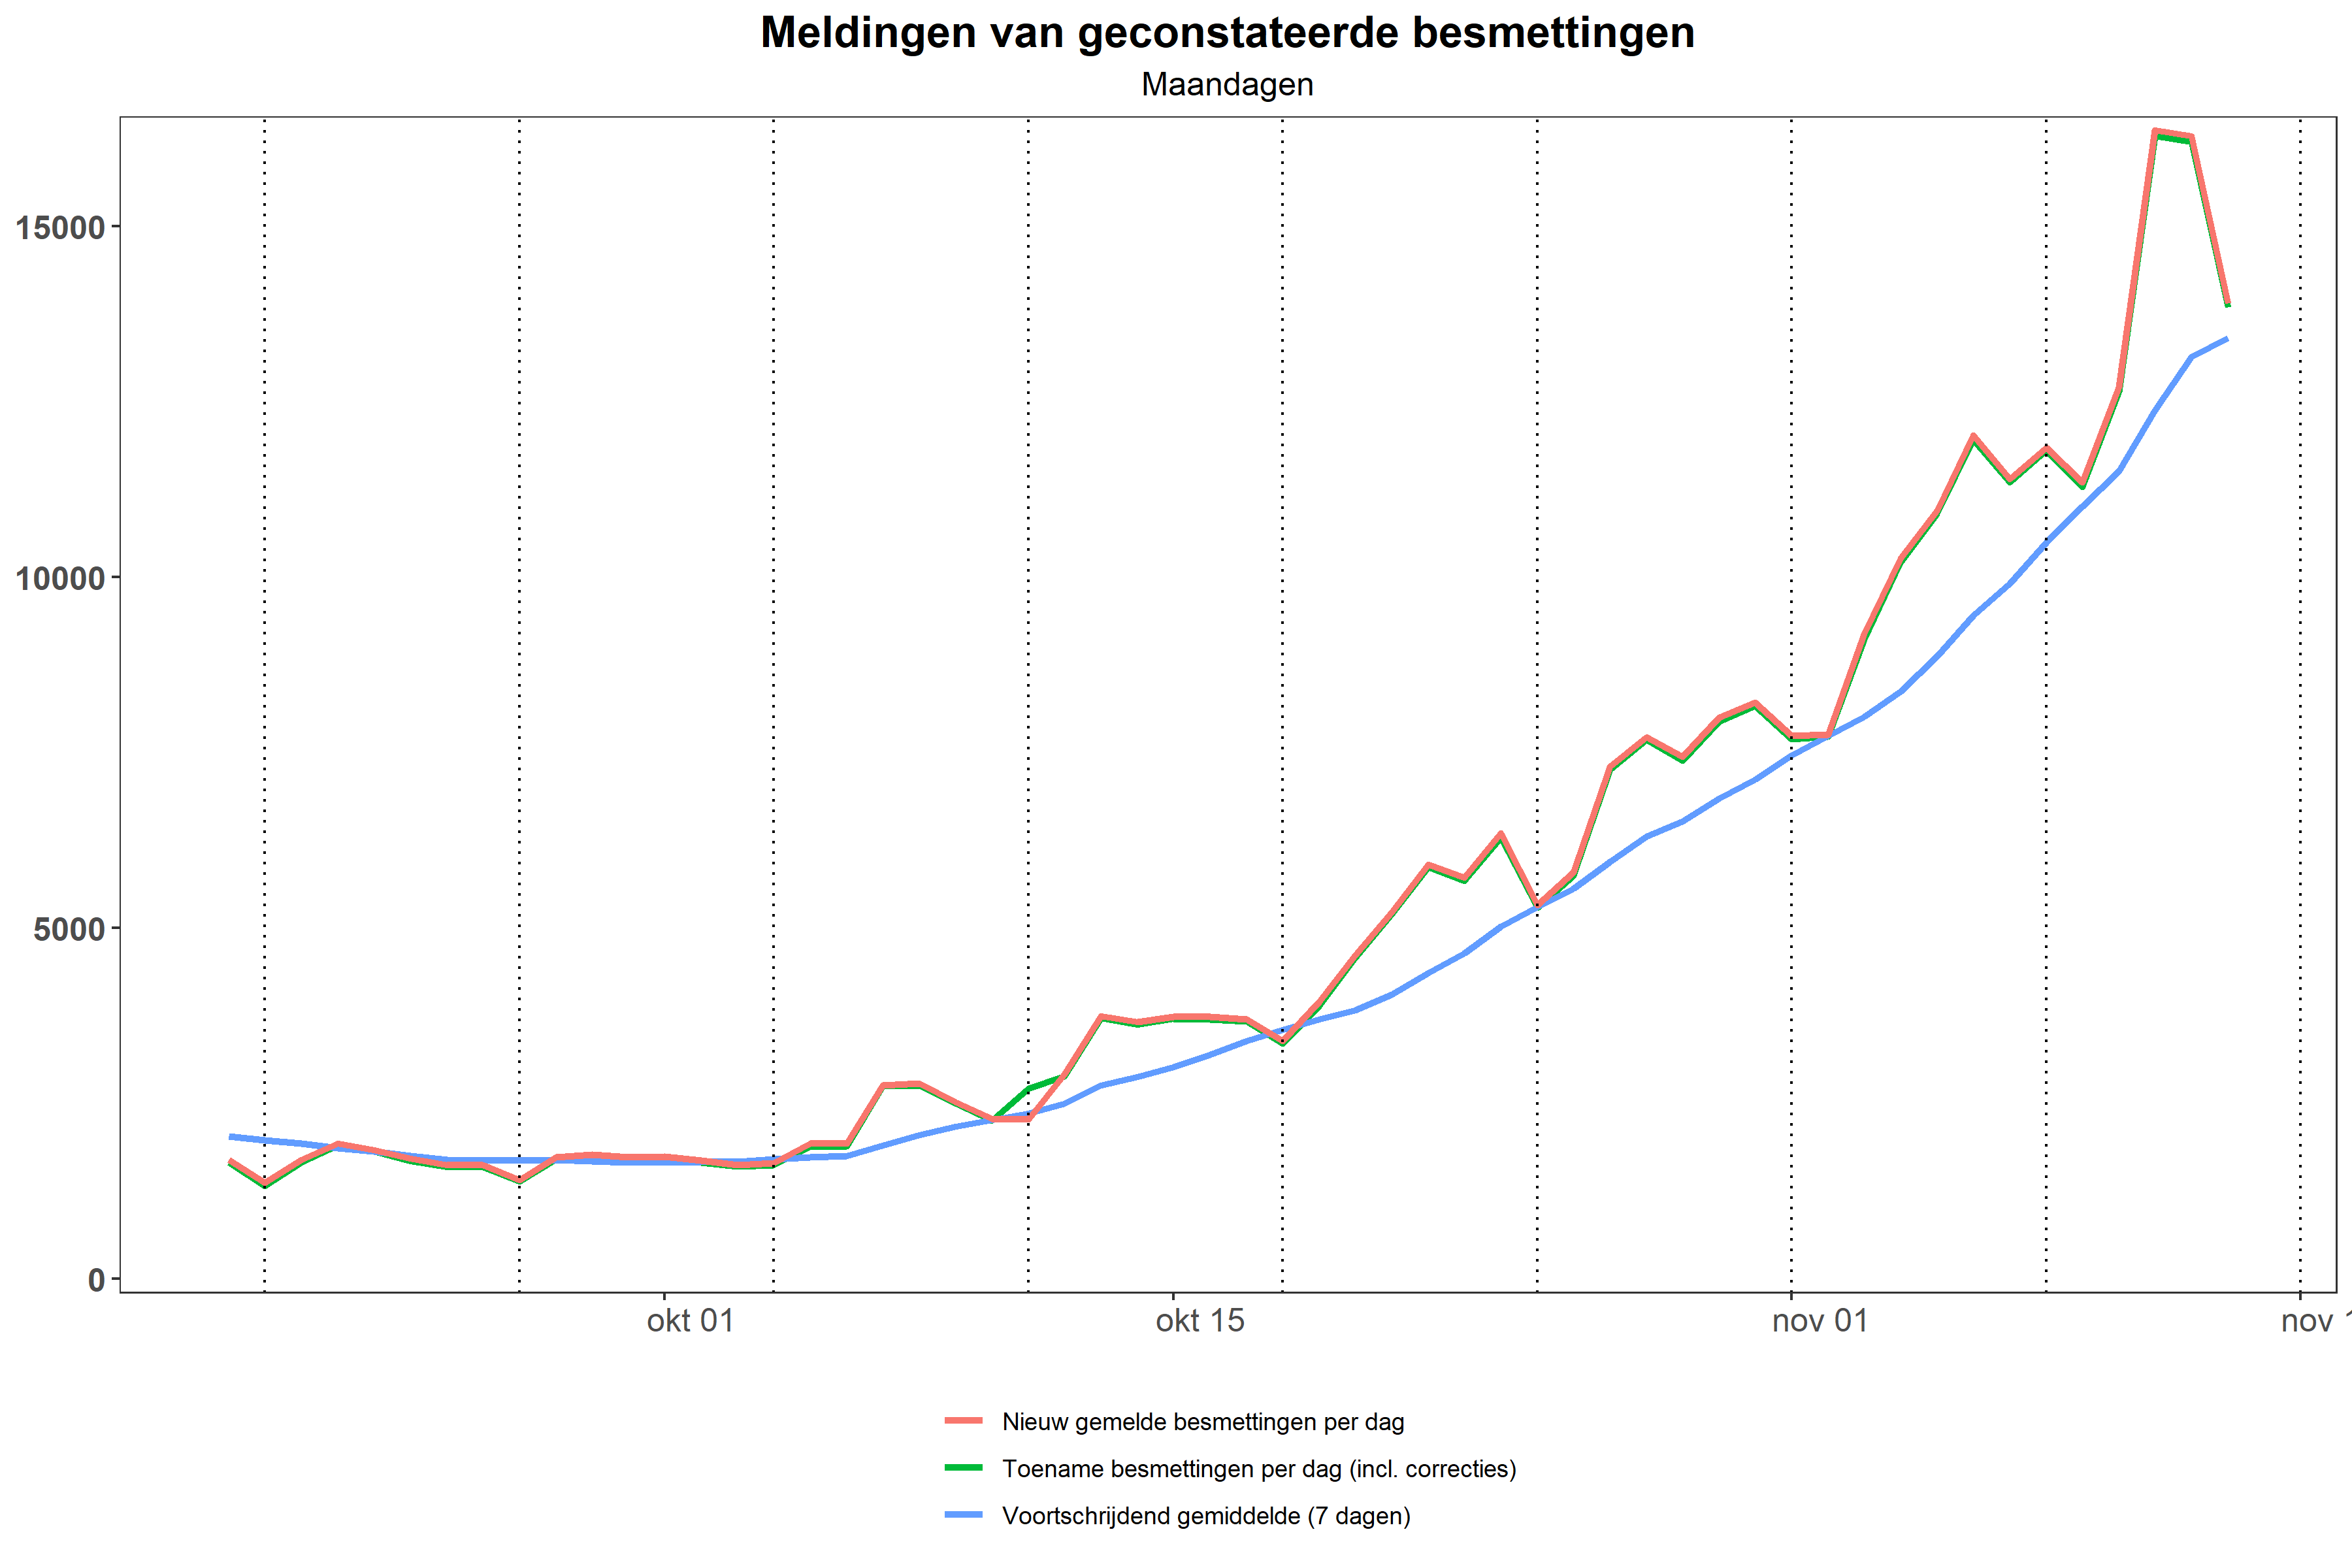 Meldingen van geconstateerde besmettingen
Maandagen
15000
10000
5000
0
okt 01 okt 15 nov 01 nov
Nieuw gemelde besmettingen per dag
Toename besmettingen per dag (incl. correcties)
Voortschrijdend gemiddelde (7 dagen)